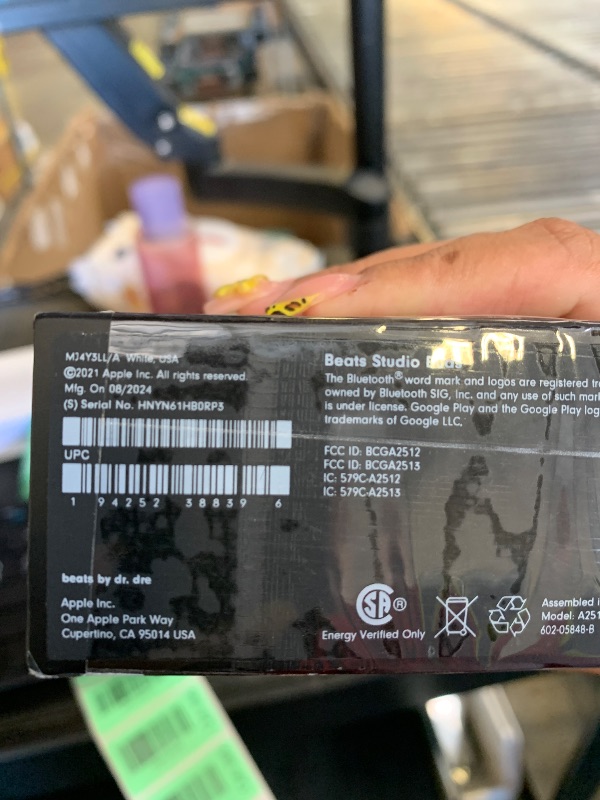 MJ4Y3LL/A White, USA
©2021 Apple Inc. All rights reserved.
Mfg. On 08/2024
(S) Serial No. HNYN61HB0RP3
UPC
1 94252 38839 6
beats by dr. dre
Apple Inc.
One Apple Park Way
Cupertino, CA 95014 USA
Beats Studio
The Bluetooth® word mark and logos are registered
owned by Bluetooth SIG, Inc. and any use of such
is under license. Google Play and the Google Play
trademarks of Google LLC.
FCC ID: BCGA2512
FCC ID: BCGA2513
IC: 579C-A2512
IC: 579C-A2513
SA®
Energy Verified Only
Assembled
Model:
602-05848-B